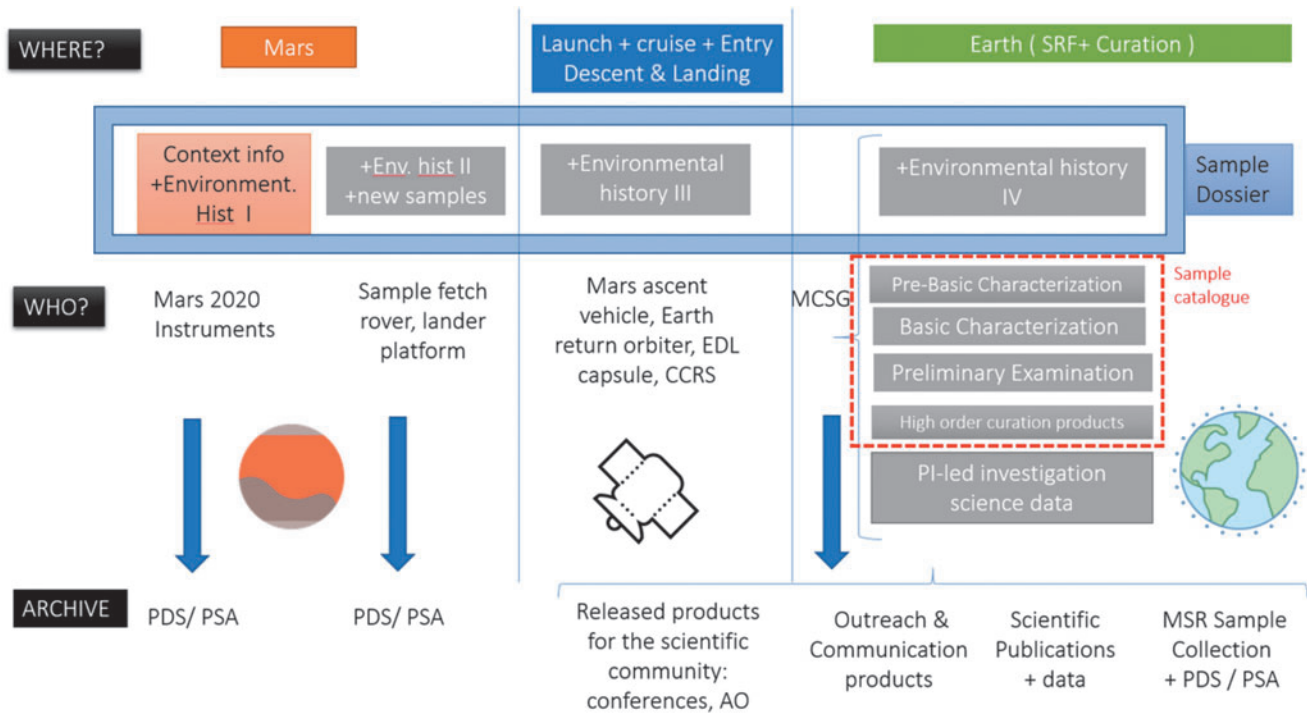 WHERE?
Mars
Launch + cruise + Entry
Descent & Landing
Earth ( SRF+ Curation )
Context info
+Environment.
Hist I
+Env. hist II
+new samples
+Environmental
history III
+Environmental history
IV
Sample
Dossier
WHO?
Mars 2020
Instruments
Sample fetch
rover, lander
platform
Mars ascent
vehicle, Earth
return orbiter, EDL
capsule, CCRS
MCSG
Pre-Basic Characterization
Basic Characterization
Preliminary Examination
High order curation products
Sample
catalogue
PI-led investigation
science data
ARCHIVE
PDS/ PSA
PDS/ PSA
Released products
for the scientific
community:
conferences, AO
Outreach &
Communication
products
Scientific
Publications
+ data
MSR Sample
Collection
+ PDS / PSA